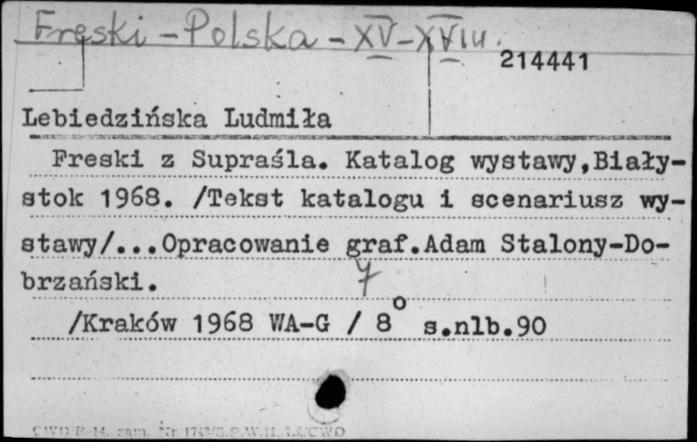 Freski - Polska - XV-XVIII.
214441
Lebiedzińska Ludmiła
Freski z Supraśla. Katalog wystawy,Biały-
stok 1968. /Tekst katalogu i scenariusz wy-
stawy/...Opracowanie graf.Adam Stalony-Do-
brzański.
/Kraków 1968 WA-G / 8° s.nlb.90